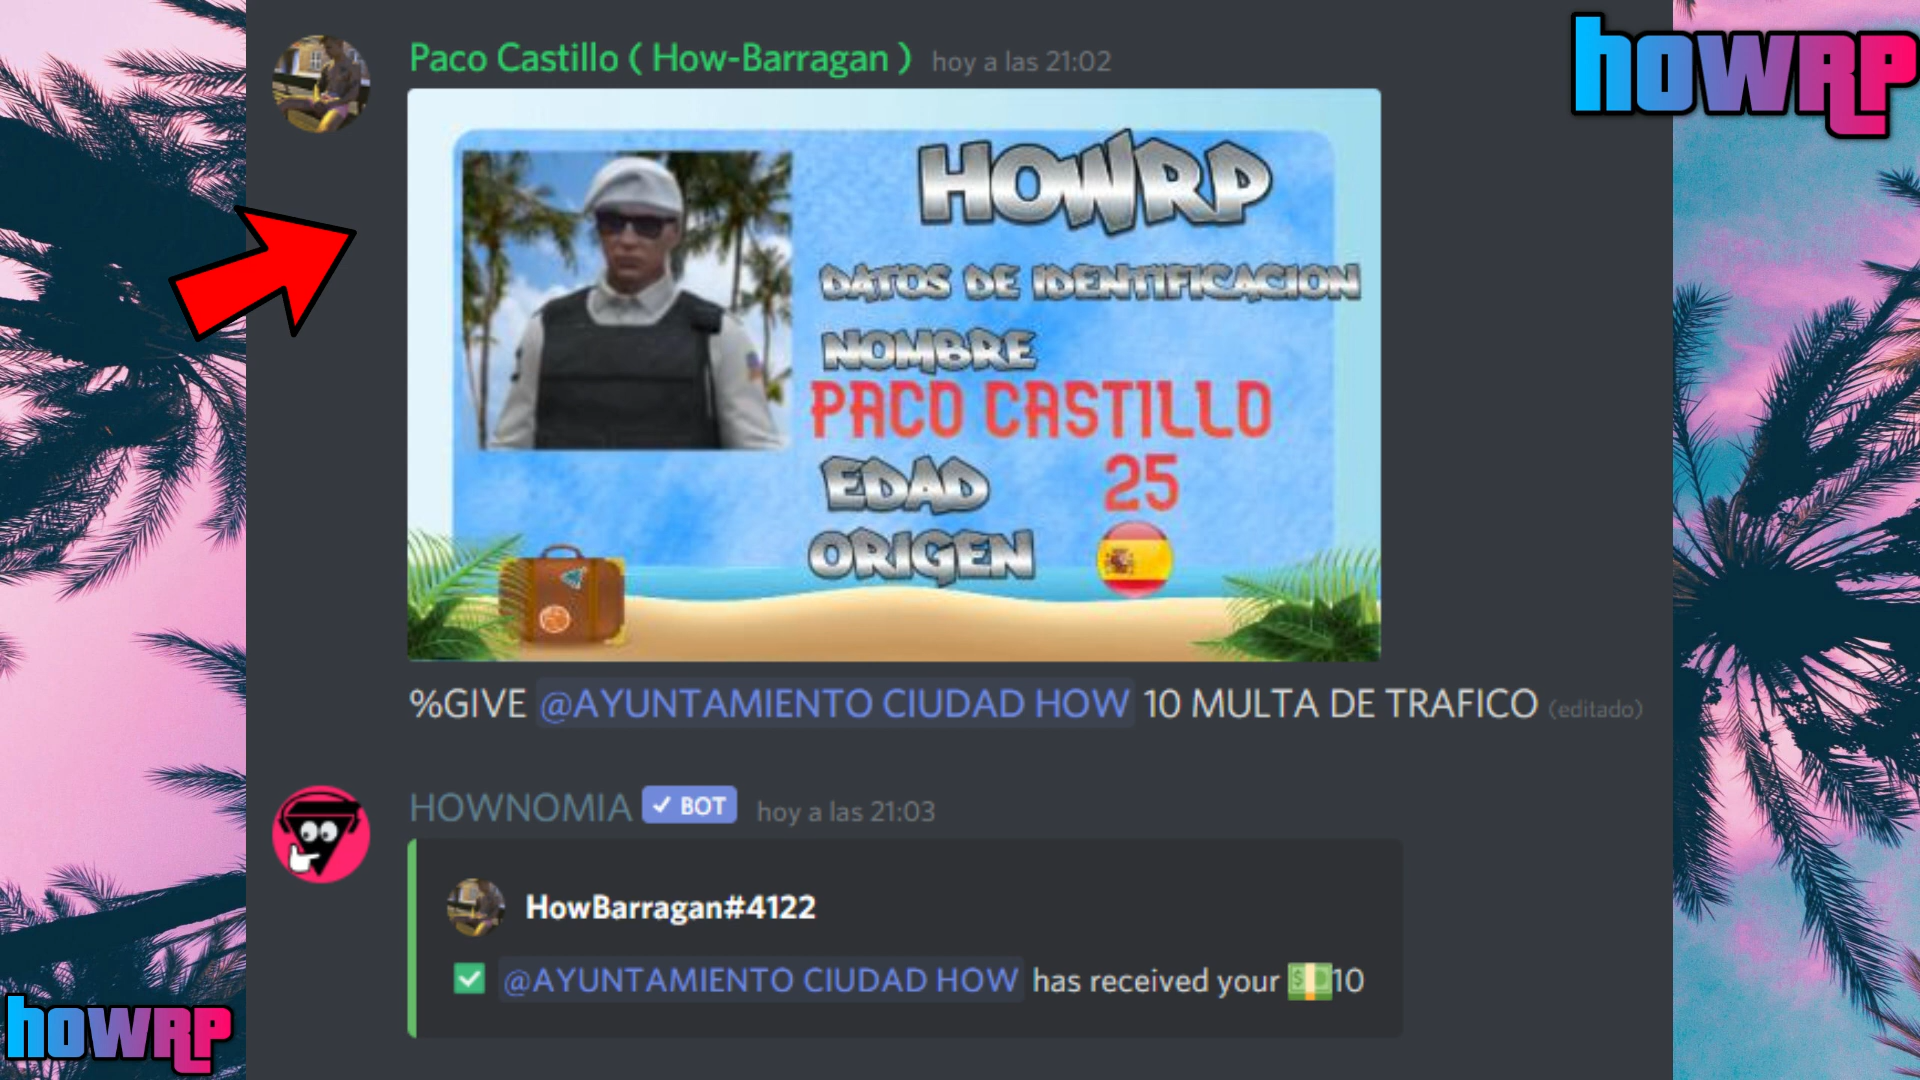 howRP
Paco Castillo ( How-Barragan ) hoy a las 21:02
HOWRP
DATOS DE IDENTIFICACION
NOMBRE
PACO CASTILLO
EDAD 25
ORIGEN
%GIVE @AYUNTAMIENTO CIUDAD HOW 10 MULTA DE TRAFICO (editado)
HOWNOMIA ✓ BOT hoy a las 21:03
HowBarragan#4122
@AYUNTAMIENTO CIUDAD HOW has received your 💵10
howRP